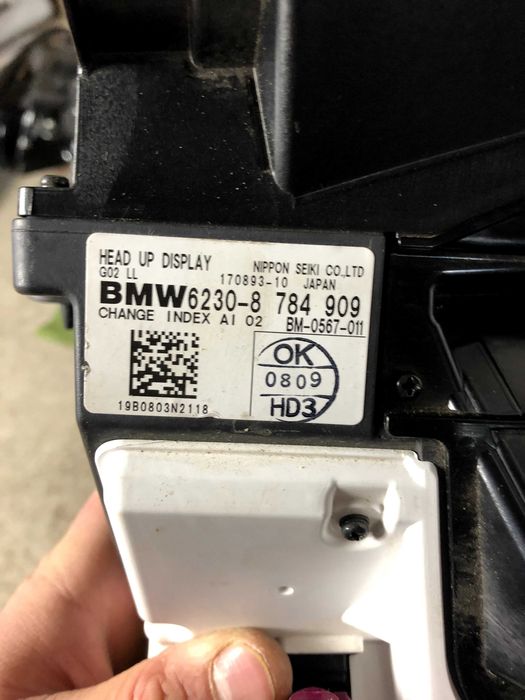 HEAD UP DISPLAY NIPPON SEIKI CO.,LTD
G02 LL 170893-10 JAPAN
BMW6230-8 784 909
CHANGE INDEX AI 02 BM-0567-011
OK
0809
HD3
19B0803N2118